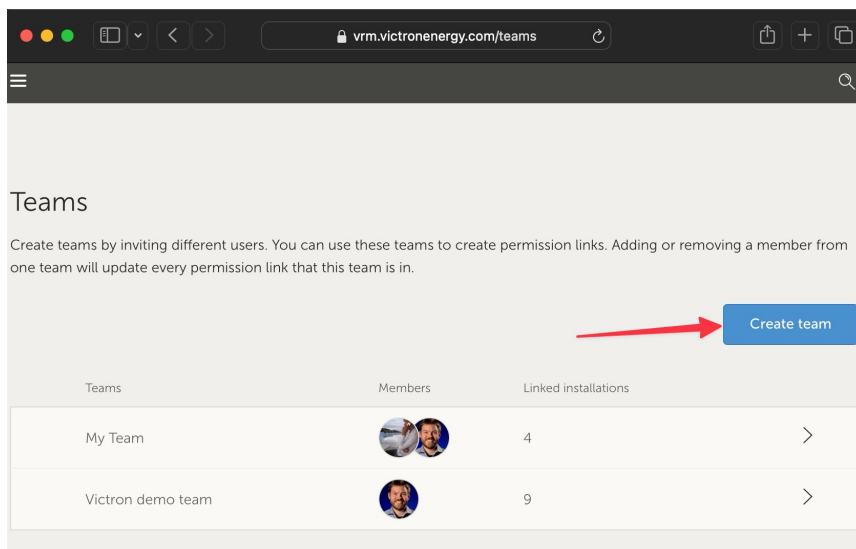 vrm.victronenergy.com/teams
Teams
Create teams by inviting different users. You can use these teams to create permission links. Adding or removing a member from
one team will update every permission link that this team is in.
Create team
Teams Members Linked installations
My Team 4
Victron demo team 9